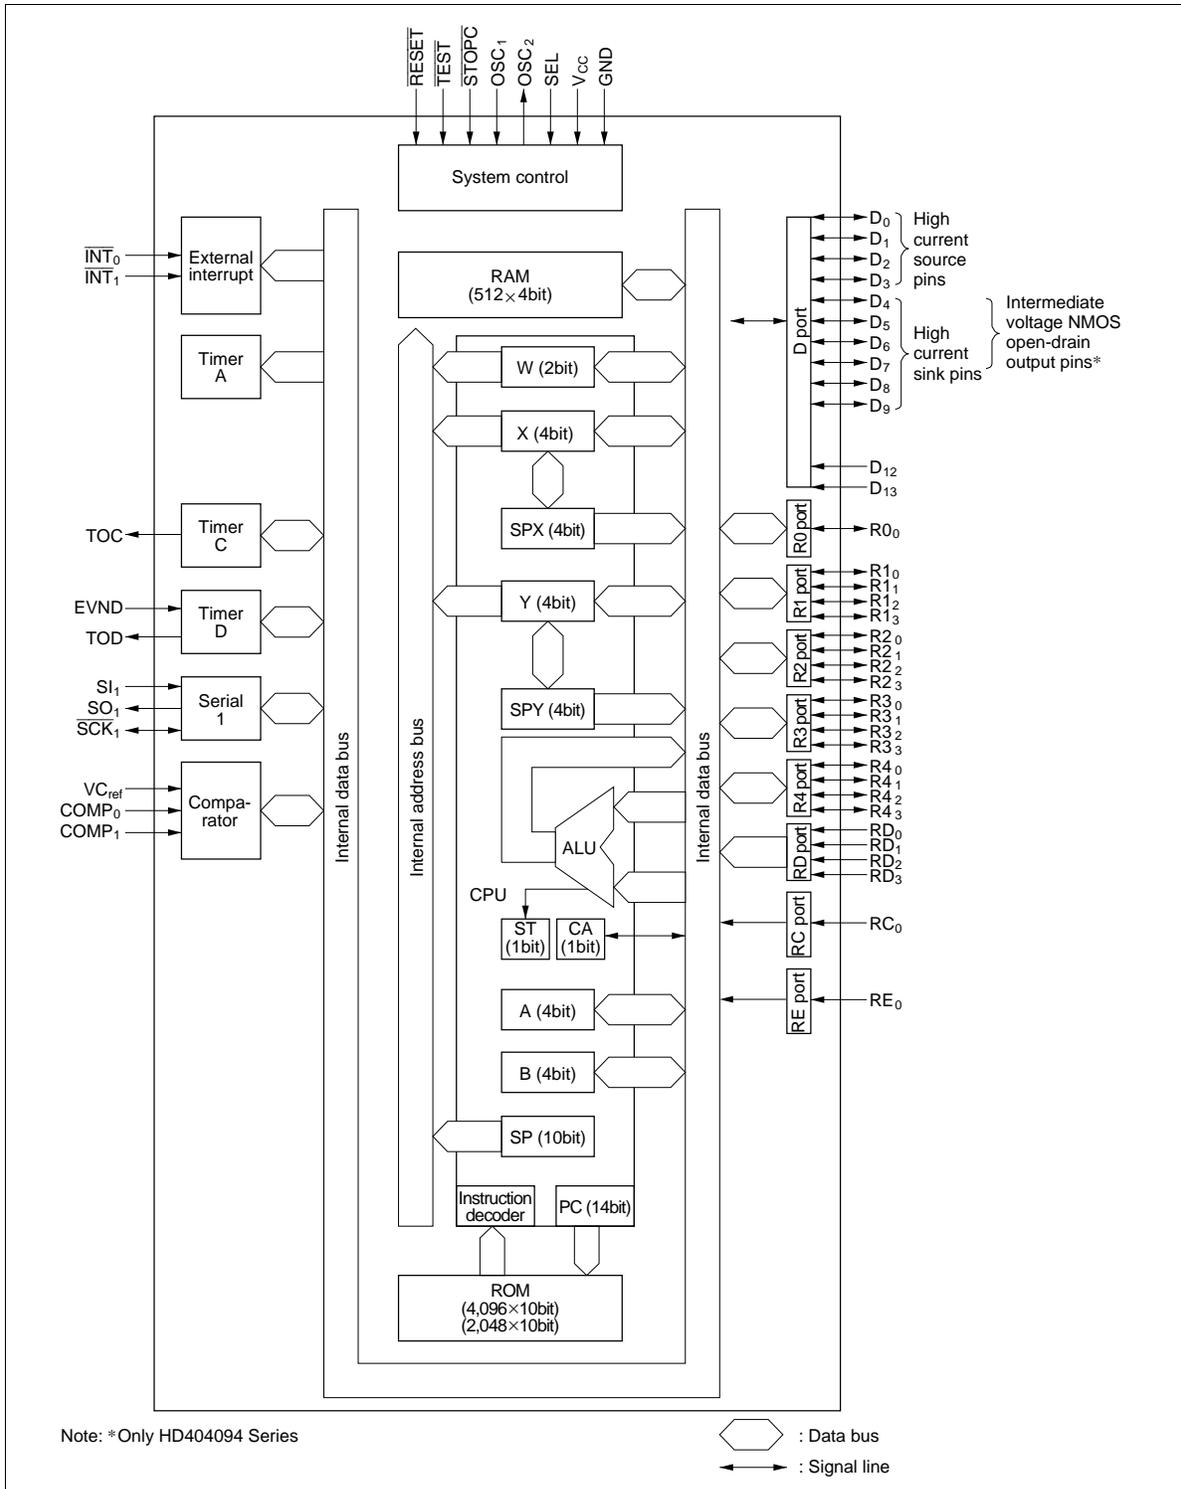 RESET
TEST
STOPC
OSC1
OSC2
SEL
VCC
GND
System control
External
interrupt
INT0
INT1
RAM
(512×4bit)
Timer
A
W (2bit)
X (4bit)
SPX (4bit)
Y (4bit)
SPY (4bit)
TOC
Timer
C
EVND
TOD
Timer
D
SI1
SO1
SCK1
Serial
1
VCref
COMP0
COMP1
Compa-
rator
Internal data bus
Internal address bus
Internal data bus
ALU
CPU
ST
(1bit)
CA
(1bit)
A (4bit)
B (4bit)
SP (10bit)
Instruction
decoder
PC (14bit)
ROM
(4,096×10bit)
(2,048×10bit)
D port
D0
D1
D2
D3
D4
D5
D6
D7
D8
D9
D12
D13
High
current
source
pins
High
current
sink pins
Intermediate
voltage NMOS
open-drain
output pins*
R0 port
R00
R1 port
R10
R11
R12
R13
R2 port
R20
R21
R22
R23
R3 port
R30
R31
R32
R33
R4 port
R40
R41
R42
R43
RD port
RD0
RD1
RD2
RD3
RC port
RC0
RE port
RE0
Note: *Only HD404094 Series
: Data bus
: Signal line